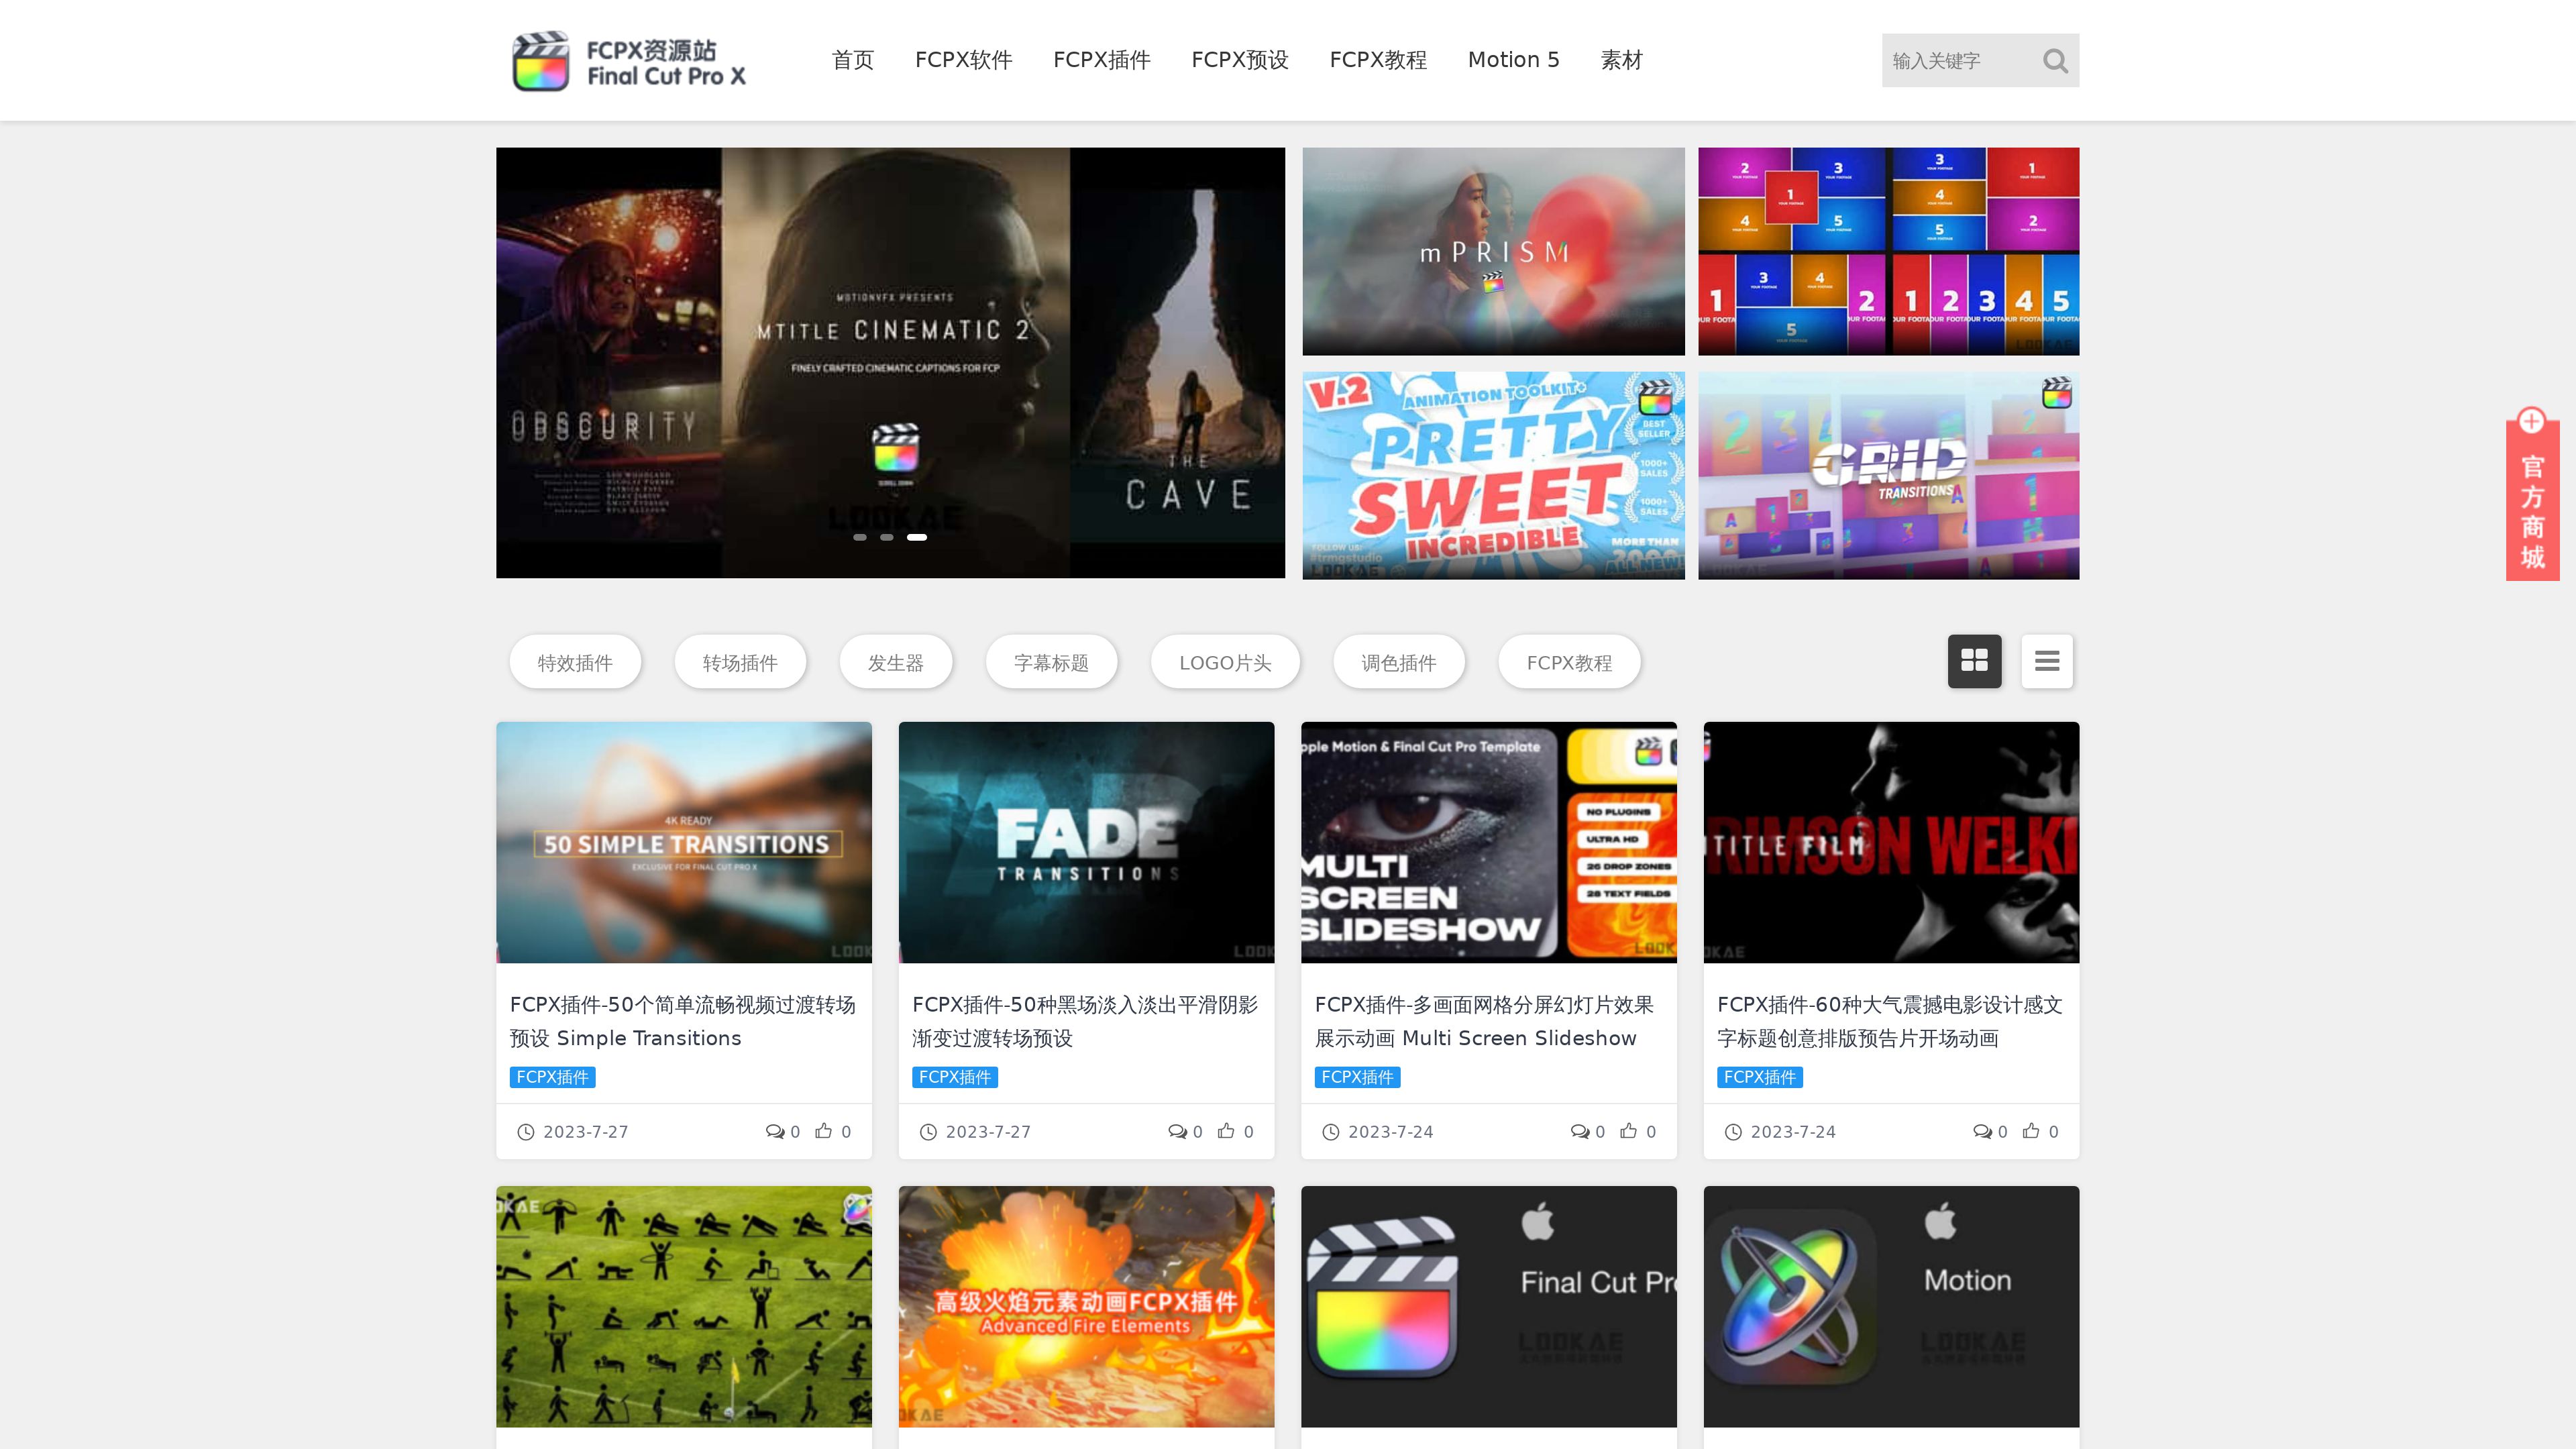 FCPX资源站
Final Cut Pro X
首页
FCPX软件
FCPX插件
FCPX预设
FCPX教程
Motion 5
素材
输入关键字
OBSCURITY
MOTIONVFX PRESENTS
MTITLE CINEMATIC 2
FINELY CRAFTED CINEMATIC CAPTIONS FOR FCP
LOOKAE
THE
CAVE
mPRISM
V.2
ANIMATION TOOLKIT+
PRETTY
SWEET
INCREDIBLE
BEST SELLER
1000+ SALES
1000+ SALES
FOLLOW US:
#trmgstudio
LOOKAE
MORE THAN
2000
ALL NEW!
GRID
TRANSITIONS
官方商城
特效插件
转场插件
发生器
字幕标题
LOGO片头
调色插件
FCPX教程
4K READY
50 SIMPLE TRANSITIONS
EXCLUSIVE FOR FINAL CUT PRO X
LOOK
FADE
TRANSITIONS
LOOK
pple Motion & Final Cut Pro Template
NO PLUGINS
ULTRA HD
26 DROP ZONES
28 TEXT FIELDS
MULTI
SCREEN
SLIDESHOW
LOOK
RIMSON WELKI
TITLE FILM
OKAE
FCPX插件-50个简单流畅视频过渡转场
预设 Simple Transitions
FCPX插件
2023-7-27
0
0
FCPX插件-50种黑场淡入淡出平滑阴影
渐变过渡转场预设
FCPX插件
2023-7-27
0
0
FCPX插件-多画面网格分屏幻灯片效果
展示动画 Multi Screen Slideshow
FCPX插件
2023-7-24
0
0
FCPX插件-60种大气震撼电影设计感文
字标题创意排版预告片开场动画
FCPX插件
2023-7-24
0
0
OKAE
高级火焰元素动画FCPX插件
Advanced Fire Elements
OKAE
Final Cut Pro
LOOKAE
Motion
LOOKAE